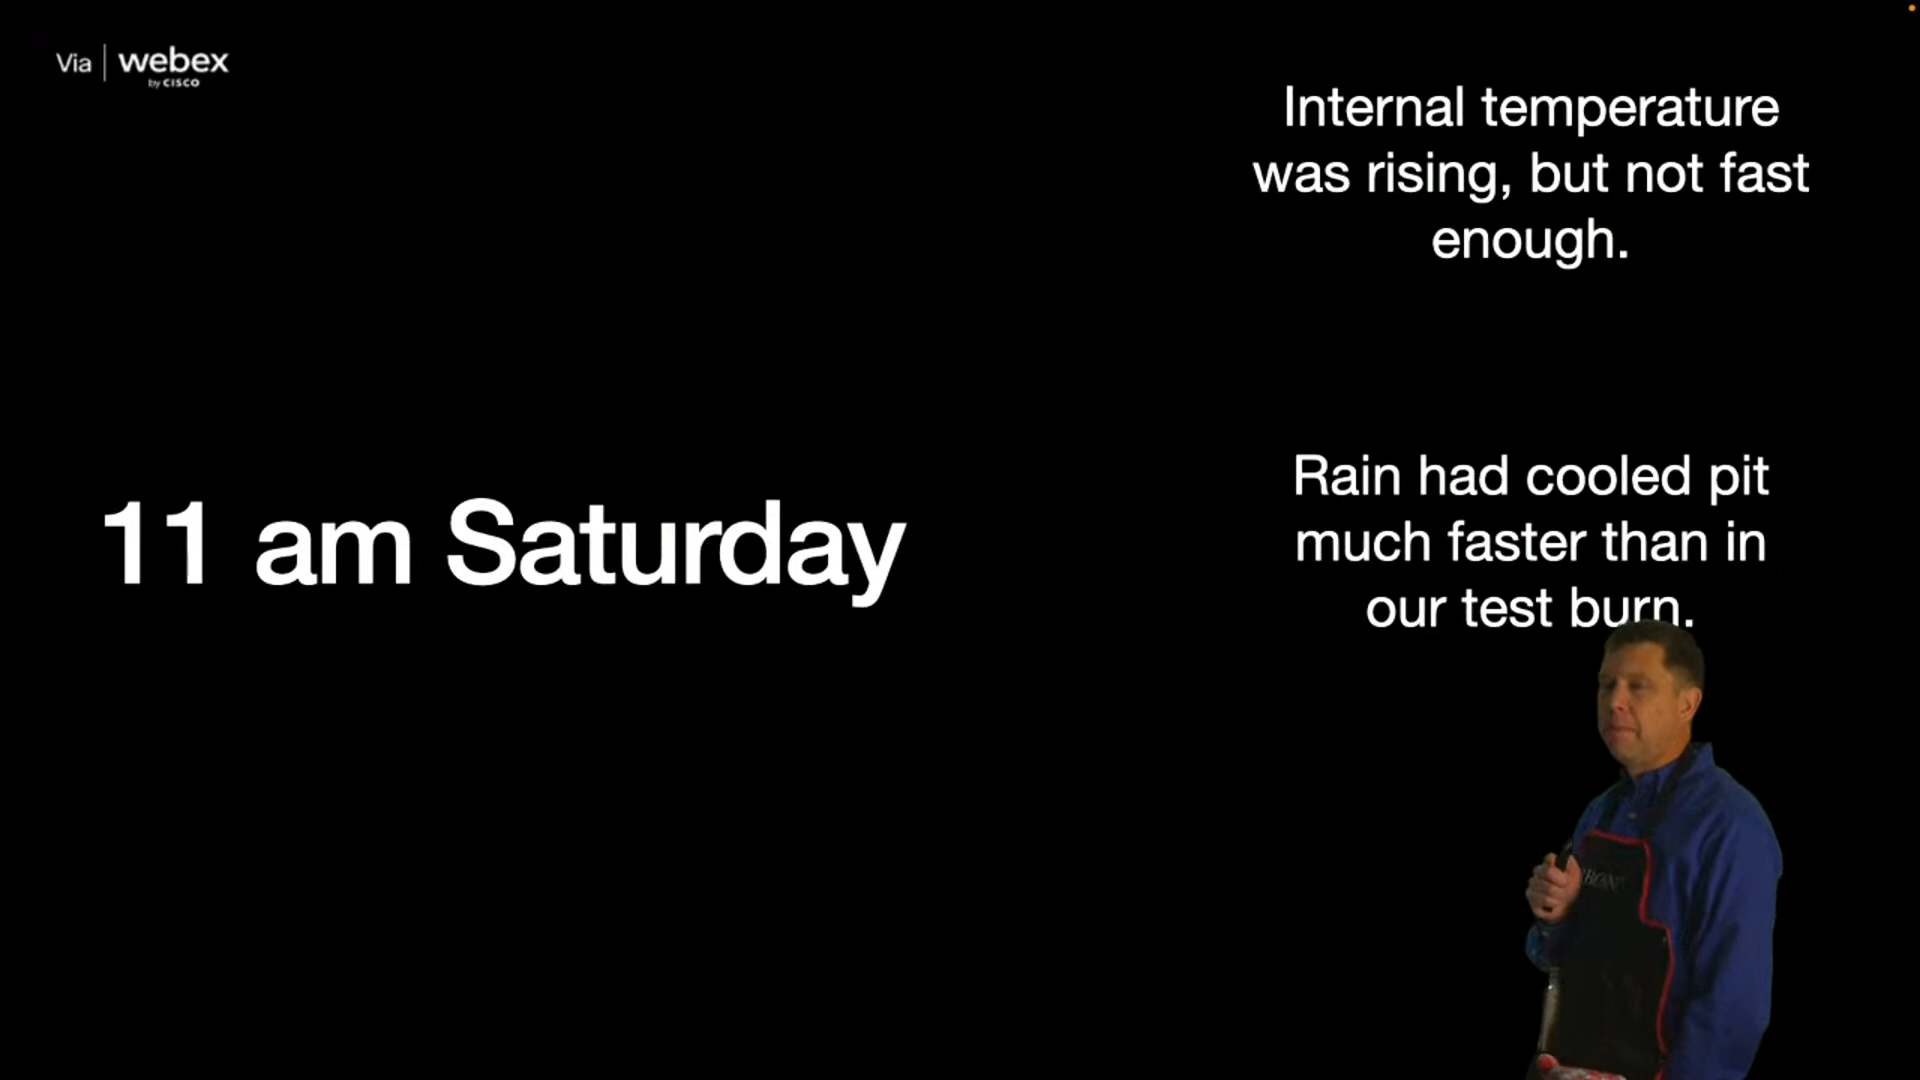 Via webex
by CISCO
Internal temperature
was rising, but not fast
enough.
11 am Saturday
Rain had cooled pit
much faster than in
our test burn.